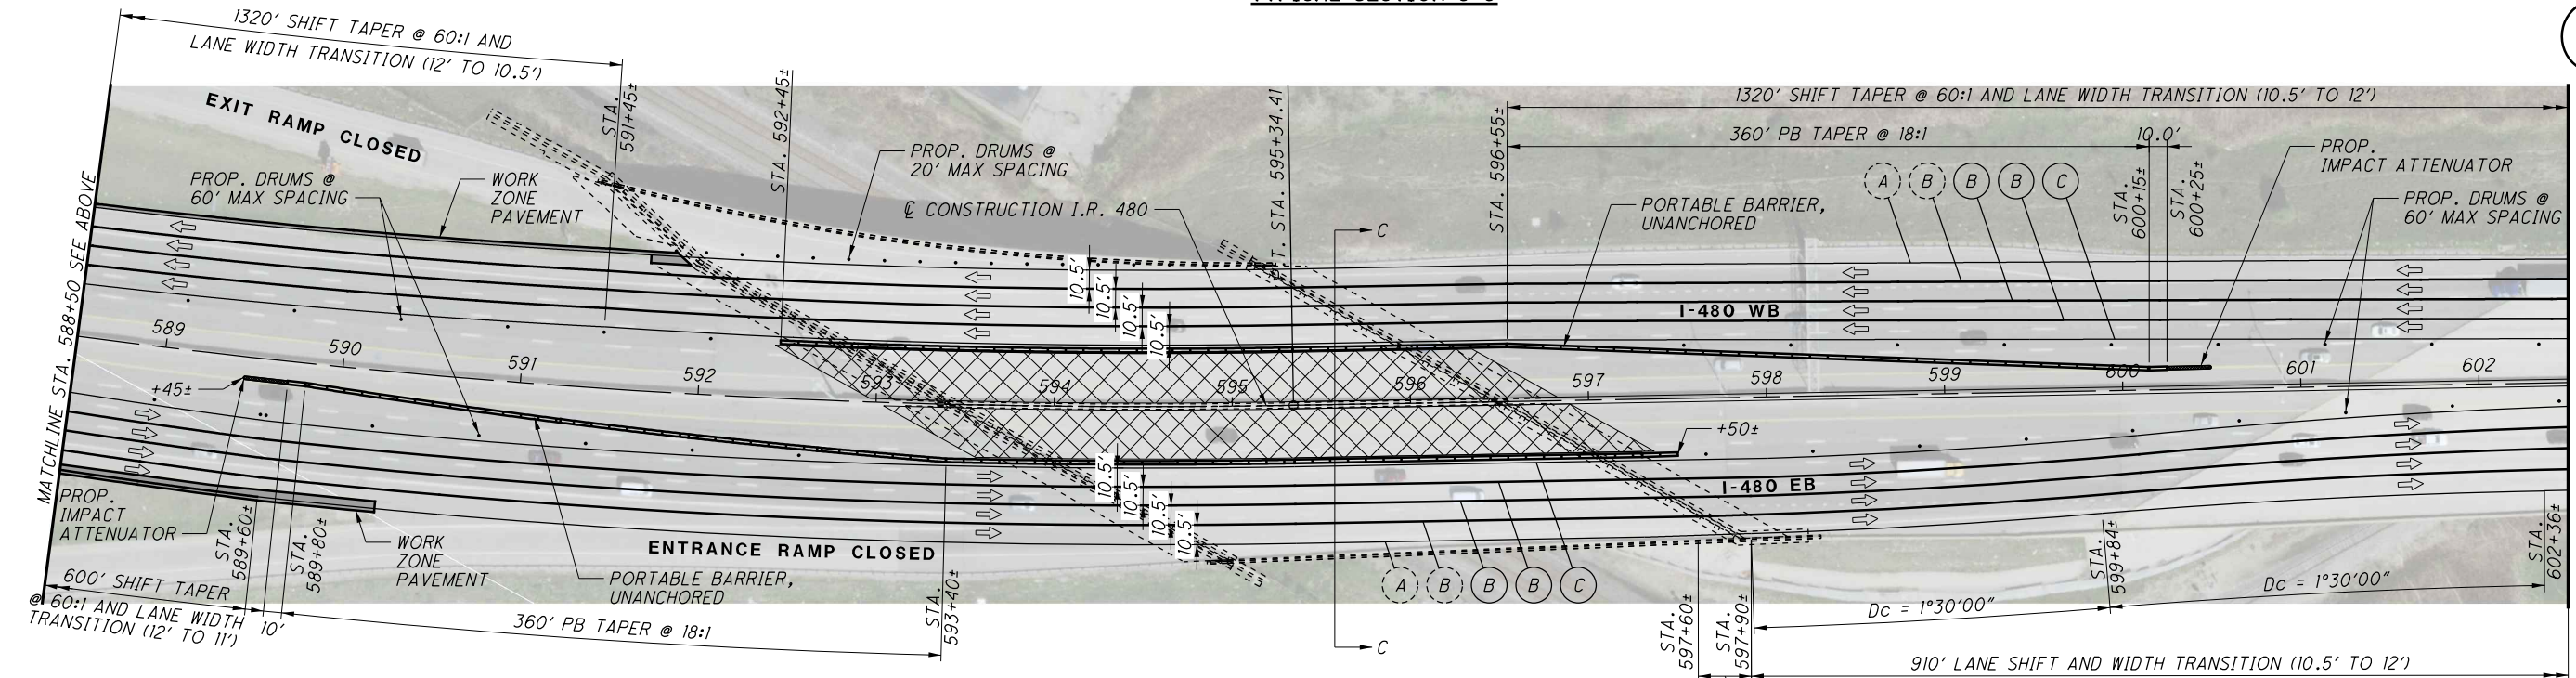 1320' SHIFT TAPER @ 60:1 AND
LANE WIDTH TRANSITION (12' TO 10.5')
EXIT RAMP CLOSED
STA.
591+45±
STA. 592+45±
P.T. STA. 595+34.41
STA. 596+55±
1320' SHIFT TAPER @ 60:1 AND LANE WIDTH TRANSITION (10.5' TO 12')
360' PB TAPER @ 18:1
10.0'
PROP.
IMPACT ATTENUATOR
PROP. DRUMS @
60' MAX SPACING
WORK
ZONE
PAVEMENT
PROP. DRUMS @
20' MAX SPACING
℄ CONSTRUCTION I.R. 480
C
PORTABLE BARRIER,
UNANCHORED
A B B B C
STA.
600+15±
STA.
600+25±
PROP. DRUMS @
60' MAX SPACING
MATCHLINE STA. 588+50 SEE ABOVE
10.5'
10.5'
10.5'
10.5'
I-480 WB
589
590
591
592
593
594
595
596
597
598
599
600
601
602
+45±
+50±
10.5'
10.5'
10.5'
10.5'
I-480 EB
PROP.
IMPACT
ATTENUATOR
STA.
589+60±
STA.
589+80±
WORK
ZONE
PAVEMENT
ENTRANCE RAMP CLOSED
PORTABLE BARRIER,
UNANCHORED
STA.
593+40±
A B B B C
C
STA.
597+60±
STA.
597+90±
Dc = 1°30'00"
STA.
599+84±
Dc = 1°30'00"
STA.
602+36±
600' SHIFT TAPER
@ 60:1 AND LANE WIDTH
TRANSITION (12' TO 11')
10'
360' PB TAPER @ 18:1
910' LANE SHIFT AND WIDTH TRANSITION (10.5' TO 12')